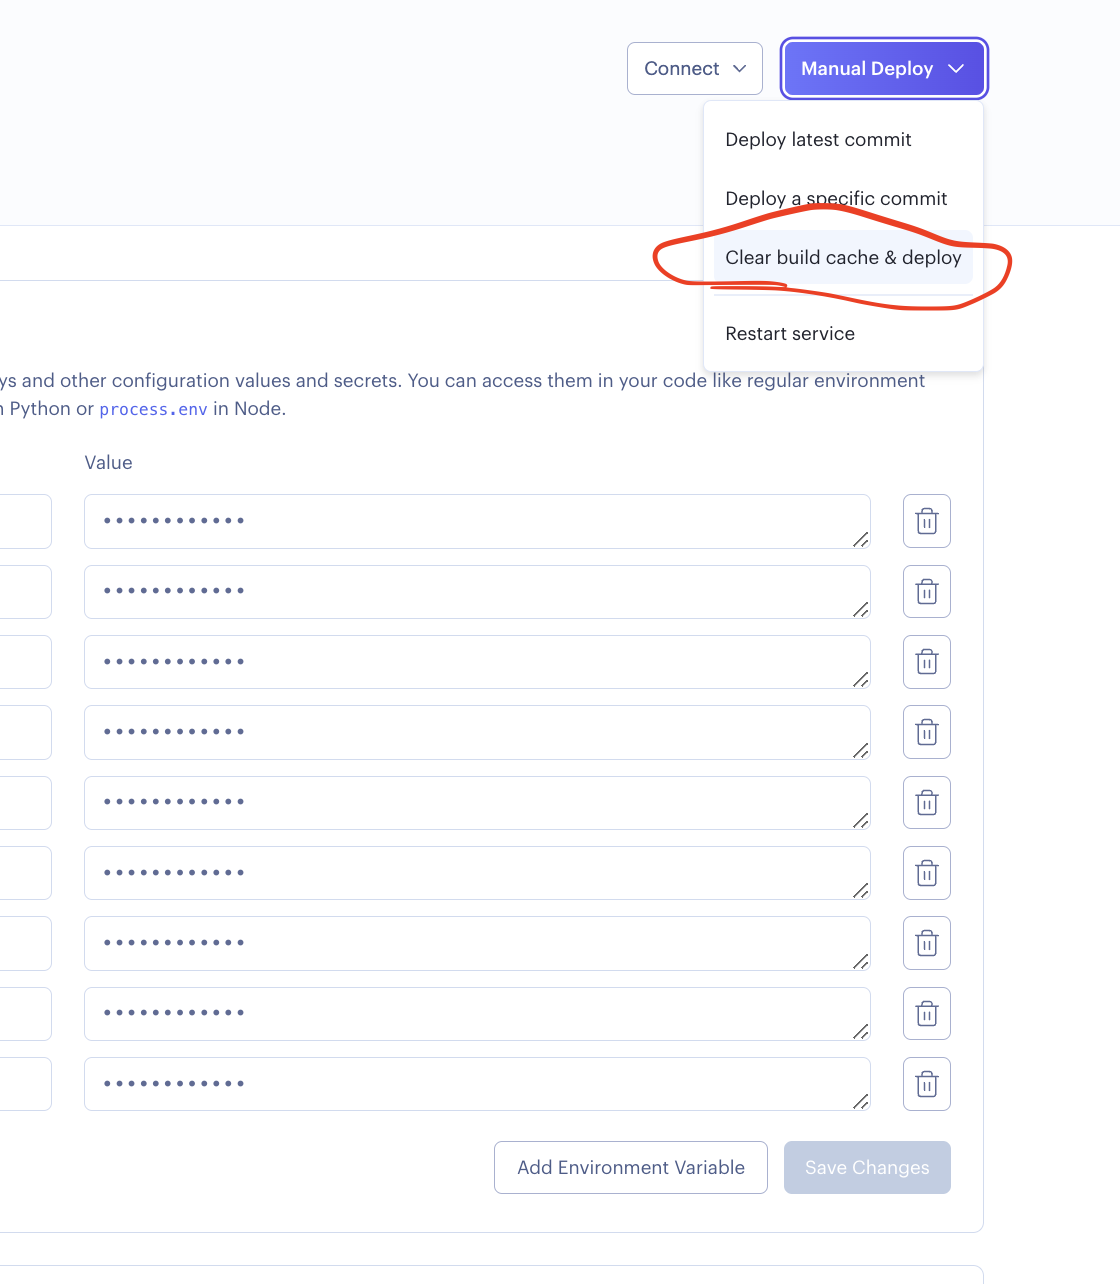 Connect
Manual Deploy
Deploy latest commit
Deploy a specific commit
Clear build cache & deploy
Restart service
ys and other configuration values and secrets. You can access them in your code like regular environment
n Python or process.env in Node.
Value
••••••••••••
••••••••••••
••••••••••••
••••••••••••
••••••••••••
••••••••••••
••••••••••••
••••••••••••
••••••••••••
Add Environment Variable
Save Changes